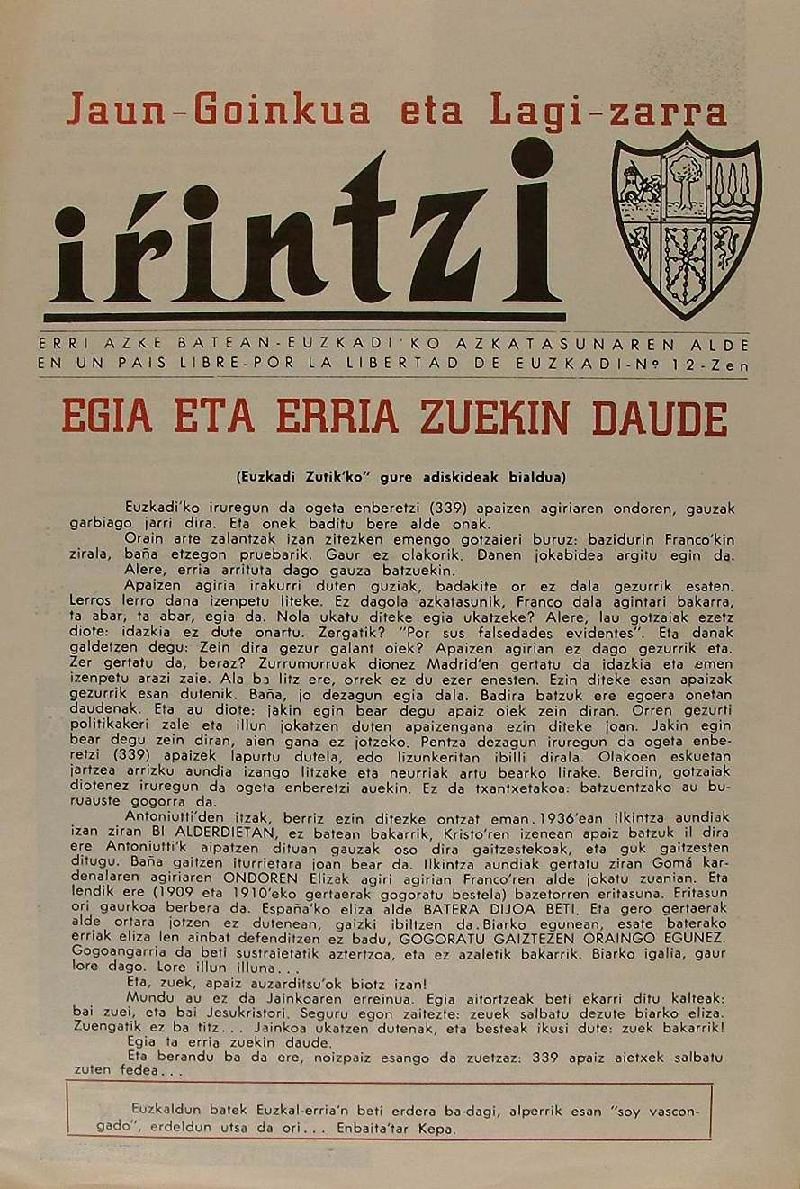 Jaun-Goinkua eta Lagi-zarra
iŕintzi
ERRI AZKE BATEAN-EUZKADI'KO AZKATASUNAREN ALDE
EN UN PAIS LIBRE-POR LA LIBERTAD DE EUZKADI-Nº 12-Zen
EGIA ETA ERRIA ZUEKIN DAUDE
(Euzkadi Zutik'ko" gure adiskideak bialdua)
Euzkadi'ko iruregun da ogeta enberetzi (339) apaizen agiriaren ondoren, gauzak
garbiago jarri dira. Eta onek baditu bere alde onak.
Orain arte zalantzak izan zitezken emengo gotzaieri buruz: bazidurin Franco'kin
zirala, baña etzegon pruebarik. Gaur ez olakorik. Danen jokabidea argitu egin da.
Alere, erria arrituta dago gauza batzuekin.
Apaizen agiria irakurri duten guziak, badakite or ez dala gezurrik esaten.
Lerros lerro dana izenpetu liteke. Ez dagola azkatasunik, Franco dala agintari bakarra,
ta abar, ta abar, egia da. Nola ukatu diteke egia ukatzeke? Alere, lau gotzaiak ezetz
diote: idazkia ez dute onartu. Zergatik? "Por sus falsedades evidentes". Eta danak
galdetzen degu: Zein dira gezur galant oiek? Apaizen agirian ez dago gezurrik eta.
Zer gertatu da, beraz? Zurrumurruak dionez Madrid'en gertatu da idazkia eta emen
izenpetu arazi zaie. Ala ba litz ere, orrek ez du ezer enesten. Ezin diteke esan apaizak
gezurrik esan dutenik. Baña, jo dezagun egia dala. Badira batzuk ere egoera onetan
daudenak. Eta au diote: jakin egin bear degu apaiz oiek zein diran. Orren gezurti
politikakeri zale eta illun jokatzen duten apaizengana ezin diteke joan. Jakin egin
bear degu zein diran, aien gana ez jotzeko. Pentza dezagun iruregun da ogeta enbe-
retzi (339) apaizek lapurtu dutela, edo lizunkeritan ibilli dirala. Olakoen eskuetan
jartzea arrizku aundia izango litzake eta neurriak artu bearko lirake. Berdin, gotzaiak
diotenez iruregun da ogeta enberetzi auekin. Ez da txantxetakoa: batzuentzako au bu-
ruauste gogorra da.
Antoniutti'den itzak, berriz ezin ditezke ontzat eman. 1936'ean ilkintza aundiak
izan ziran BI ALDERDIETAN, ez batean bakarrik, Kristo'ren izenean apaiz batzuk il dira
ere Antoniutti'k aipatzen dituan gauzak oso dira gaitzestekoak, eta guk gaitzesten
ditugu. Baña gaitzen iturrietara joan bear da. Ilkintza aundiak gertatu ziran Gomá kar-
denalaren agiriaren ONDOREN Elizak agiri agirian Franco'ren alde jokatu zuanian. Eta
lendik ere (1909 eta 1910'eko gertaerak gogoratu bestela) bazetorren eritasuna. Eritasun
ori gaurkoa berbera da. España'ko eliza alde BATERA DIJOA BETI. Eta gero gertaerak
alde ortara jotzen ez dutenean, gaizki ibiltzen da. Biarko egunean, esate baterako
erriak eliza len ainbat defenditzen ez badu, GOGORATU GAIZTEZEN ORAINGO EGUNEZ
Gogoangarria da beti sustraietatik aztertzoa, eta ez azaletik bakarrik. Biarko igalia, gaur
lore dago. Lore illun illuna...
Eta, zuek, apaiz auzarditsu'ok biotz izan!
Mundu au ez da Jainkoaren erreinua. Egia aitortzeak beti ekarri ditu kalteak:
bai zuei, eta bai Jesukristori. Seguru egon zaitezte: zeuek salbatu dezute biarko eliza.
Zuengatik ez ba titz... Jainkoa ukatzen dutenak, eta besteak ikusi dute: zuek bakarrik!
Egia ta erria zuekin daude.
Eta berandu ba da ere, noizpaiz esango da zuetzaz: 339 apaiz aietxek salbatu
zuten fedea...
Euzkaldun batek Euzkal-erria'n beti erdera ba-dagi, alperrik esan "soy vascon-
gado", erdeldun utsa da ori... Enbaita'tar Kepa.